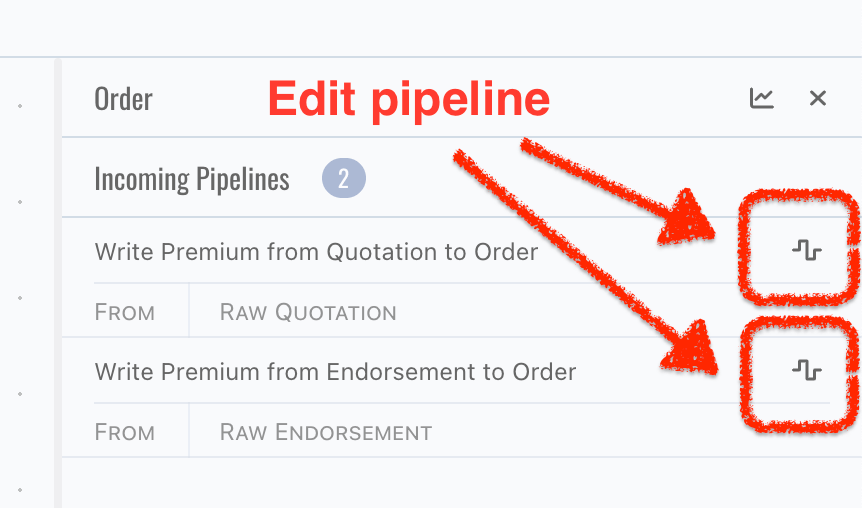 Order
Edit pipeline
Incoming Pipelines 2
Write Premium from Quotation to Order
From Raw Quotation
Write Premium from Endorsement to Order
From Raw Endorsement